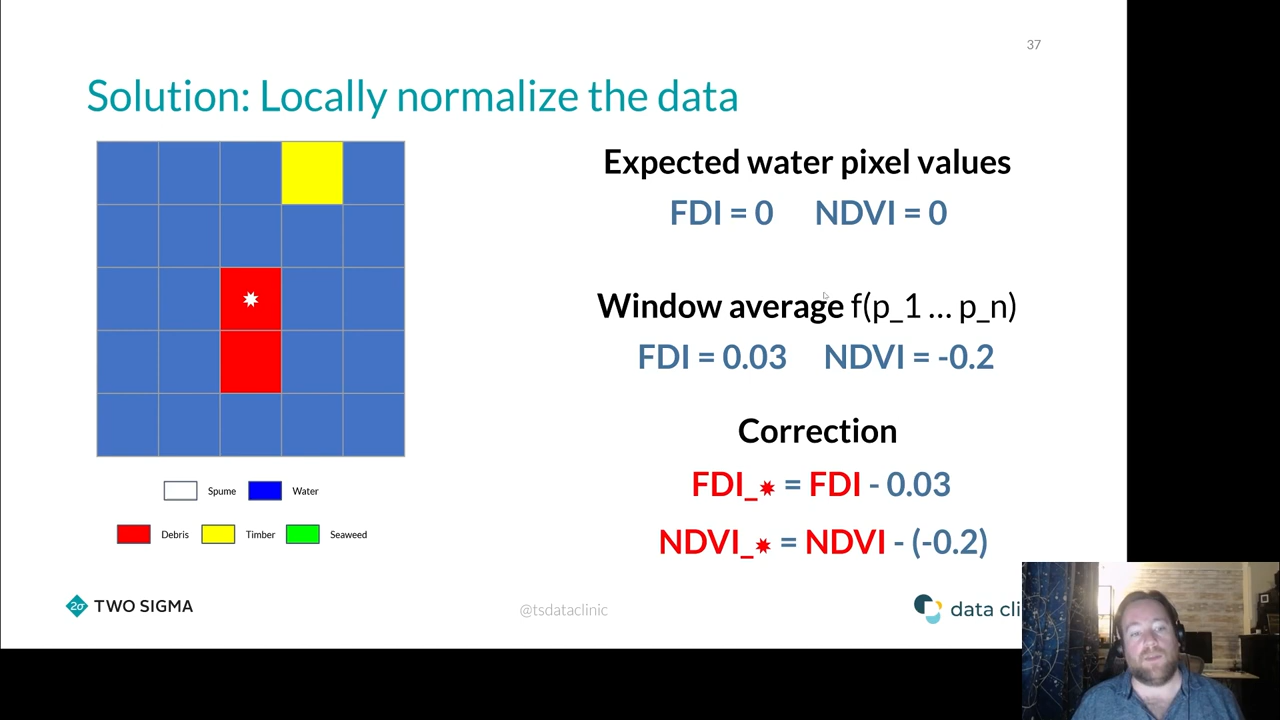 37
Solution: Locally normalize the data
Expected water pixel values
FDI = 0 NDVI = 0
Window average f(p_1 ... p_n)
FDI = 0.03 NDVI = -0.2
Correction
FDI_✸ = FDI - 0.03
NDVI_✸ = NDVI - (-0.2)
Spume Water
Debris Timber Seaweed
2σ TWO SIGMA
@tsdataclinic
data cli